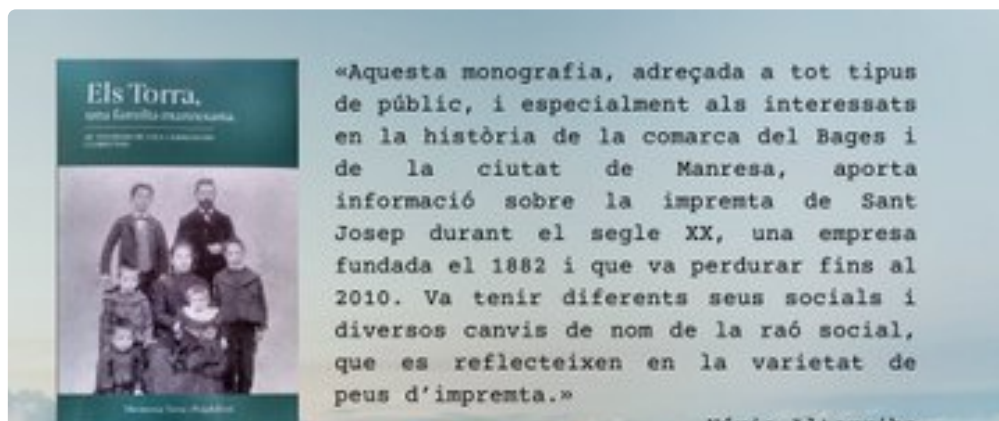 Els Torra,
una família manresana
«Aquesta monografia, adreçada a tot tipus
de públic, i especialment als interessats
en la història de la comarca del Bages i
de la ciutat de Manresa, aporta
informació sobre la impremta de Sant
Josep durant el segle XX, una empresa
fundada el 1882 i que va perdurar fins al
2010. Va tenir diferents seus socials i
diversos canvis de nom de la raó social,
que es reflecteixen en la varietat de
peus d’impremta.»